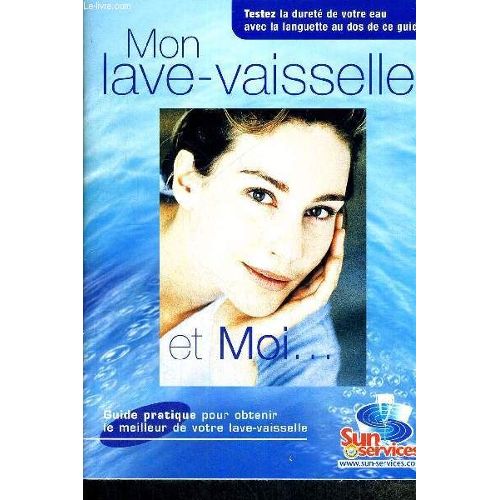 Le-livre.com
Testez la dureté de votre eau
avec la languette au dos de ce guid
Mon
lave-vaisselle
et Moi...
Guide pratique pour obtenir
le meilleur de votre lave-vaisselle
Sun
services
www.sun-services.co